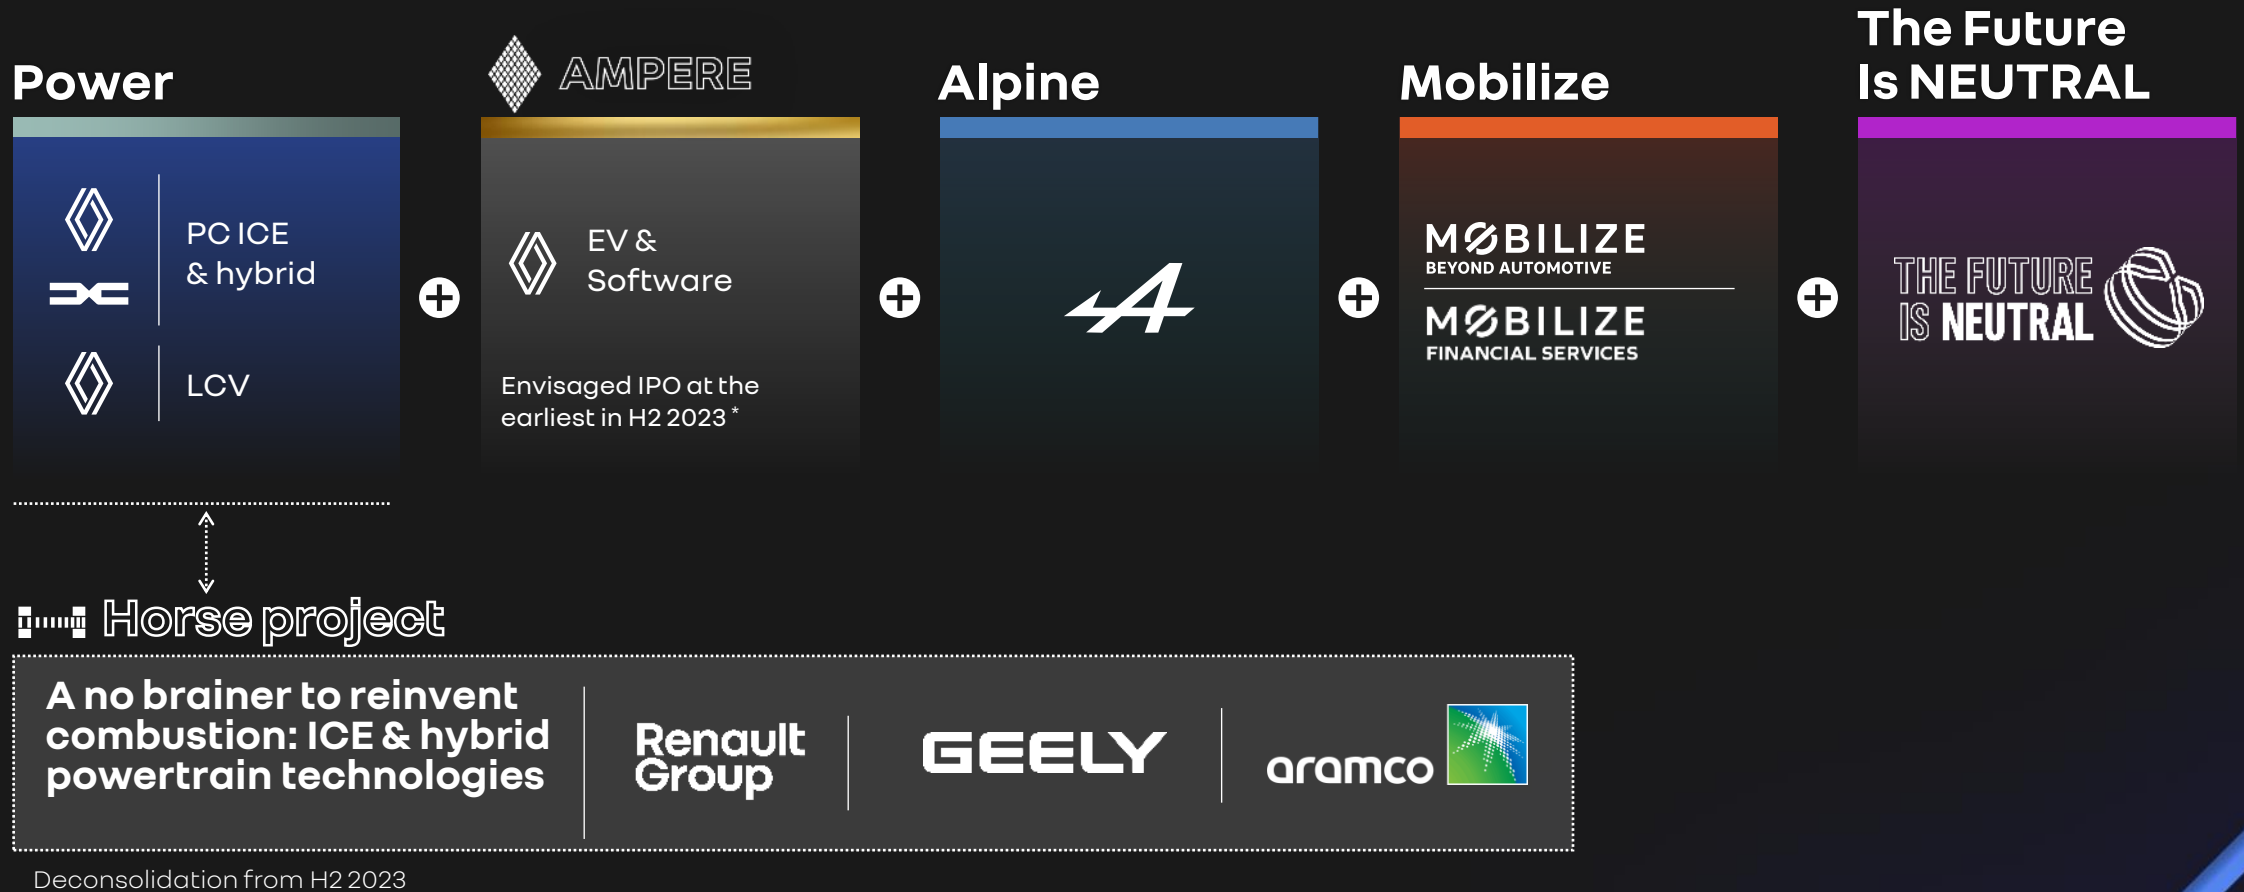 Power
PC ICE
& hybrid
LCV
AMPERE
EV &
Software
Envisaged IPO at the
earliest in H2 2023 *
Alpine
A
Mobilize
MOBILIZE
BEYOND AUTOMOTIVE
MOBILIZE
FINANCIAL SERVICES
The Future
Is NEUTRAL
THE FUTURE
IS NEUTRAL
Horse project
A no brainer to reinvent
combustion: ICE & hybrid
powertrain technologies
Renault
Group
GEELY
aramco
Deconsolidation from H2 2023